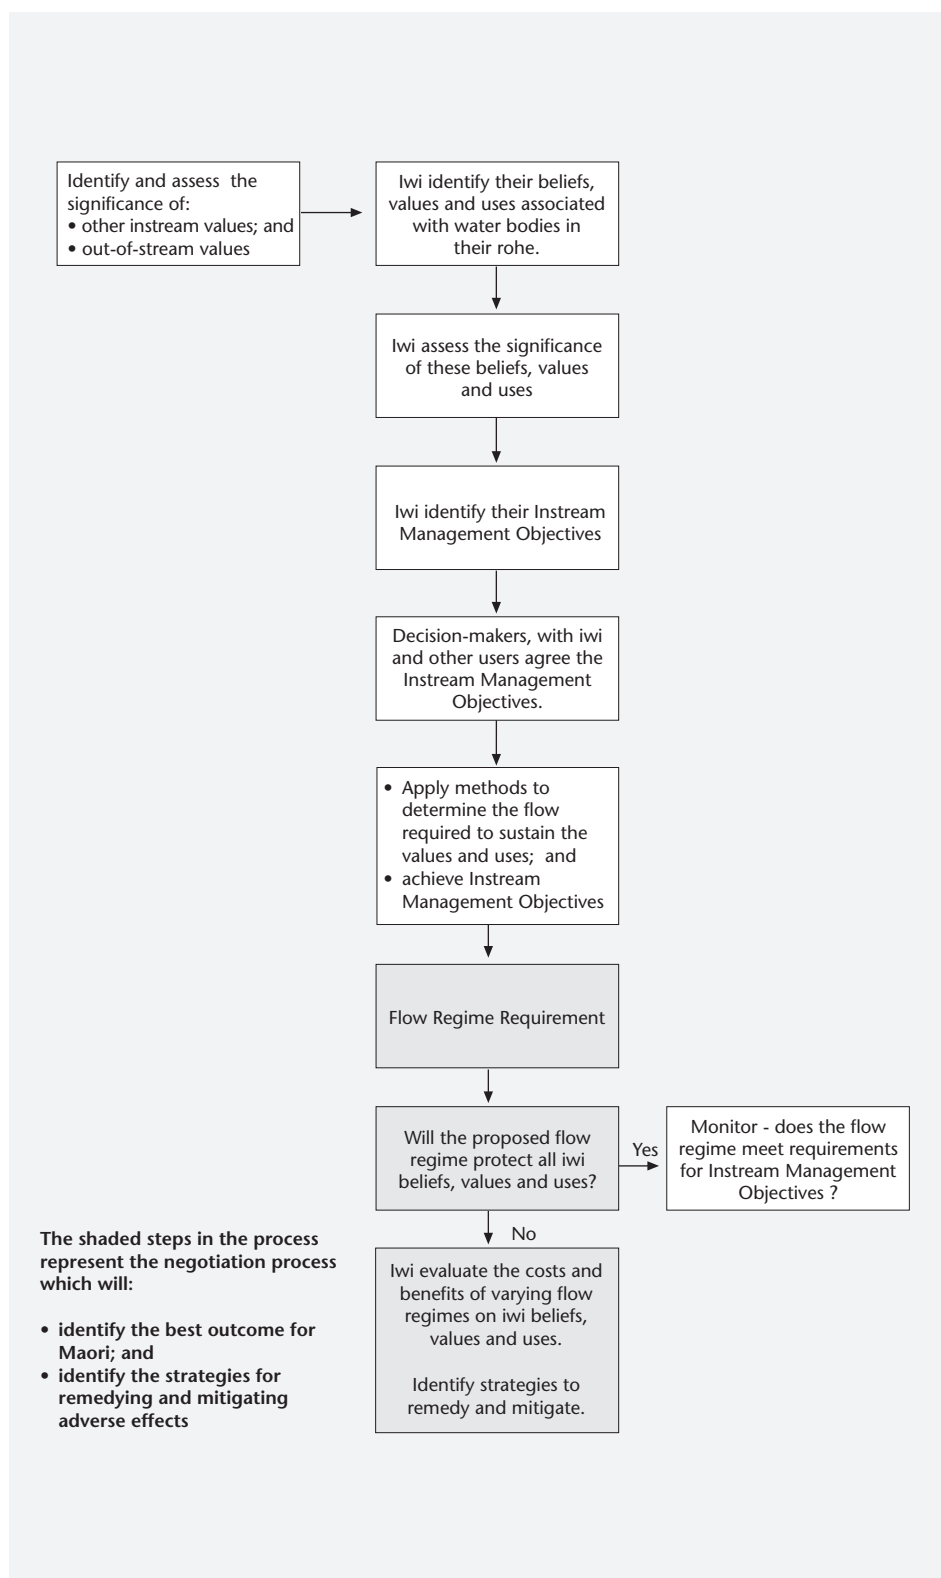 Identify and assess the
significance of:
• other instream values; and
• out-of-stream values
Iwi identify their beliefs,
values and uses associated
with water bodies in
their rohe.
Iwi assess the significance
of these beliefs, values
and uses
Iwi identify their Instream
Management Objectives
Decision-makers, with iwi
and other users agree the
Instream Management
Objectives.
• Apply methods to
determine the flow
required to sustain the
values and uses; and
• achieve Instream
Management Objectives
Flow Regime Requirement
Will the proposed flow
regime protect all iwi
beliefs, values and uses?
Yes
Monitor - does the flow
regime meet requirements
for Instream Management
Objectives ?
No
Iwi evaluate the costs and
benefits of varying flow
regimes on iwi beliefs,
values and uses.
Identify strategies to
remedy and mitigate.
The shaded steps in the process
represent the negotiation process
which will:
• identify the best outcome for
Maori; and
• identify the strategies for
remedying and mitigating
adverse effects